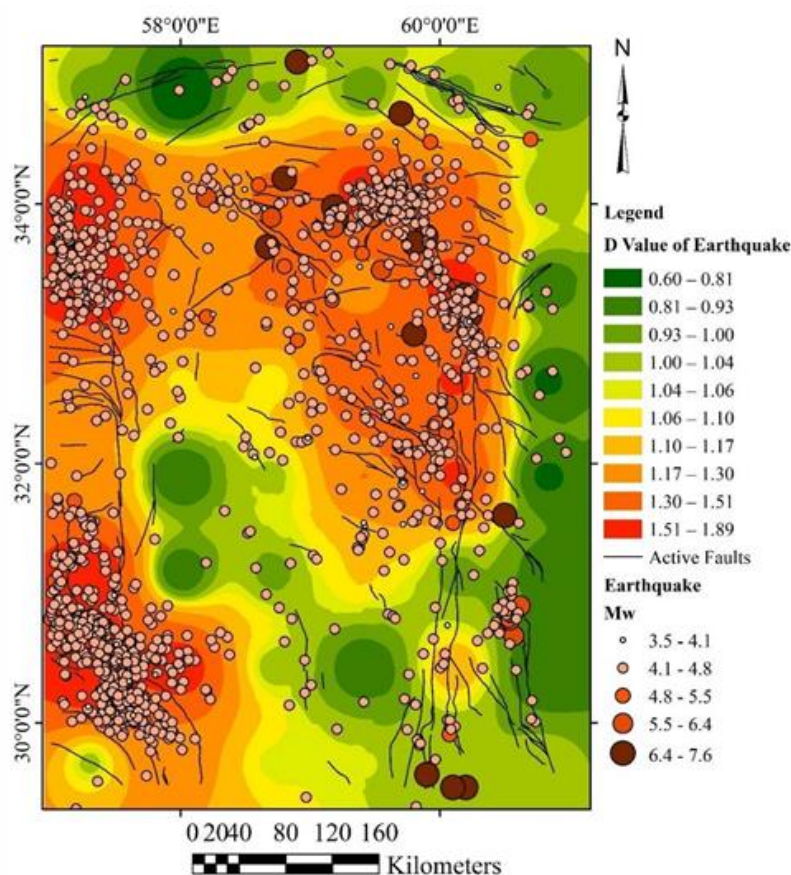 58°0'0"E 60°0'0"E
N
34°0'0"N
32°0'0"N
30°0'0"N
Legend
D Value of Earthquake
0.60 – 0.81
0.81 – 0.93
0.93 – 1.00
1.00 – 1.04
1.04 – 1.06
1.06 – 1.10
1.10 – 1.17
1.17 – 1.30
1.30 – 1.51
1.51 – 1.89
Active Faults
Earthquake
Mw
3.5 - 4.1
4.1 - 4.8
4.8 - 5.5
5.5 - 6.4
6.4 - 7.6
0 20 40 80 120 160
Kilometers